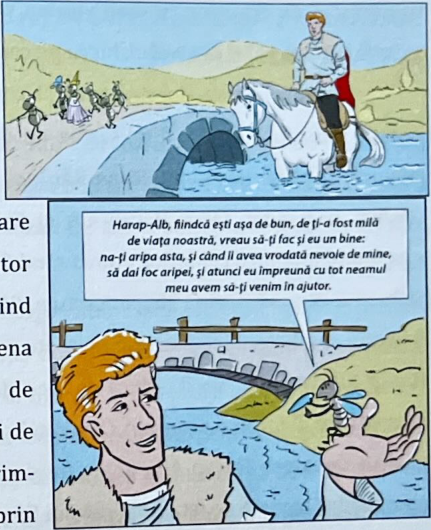 Harap-Alb, fiindcă ești așa de bun, de ți-a fost milă
de viața noastră, vreau să-ți fac și eu un bine:
na-ți aripa asta, și când îi avea vrodată nevoie de mine,
să dai foc aripei, și atunci eu împreună cu tot neamul
meu avem să-ți venim în ajutor.
are
tor
ind
ena
de
i de
rim-
prin